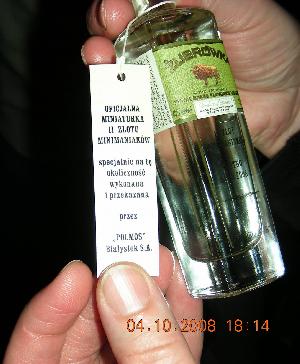 ŻUBRÓWKA
OFICJALNA
MINIATURKA
II ZLOTU
MINIMANIAKÓW
specjalnie na tę
okoliczność
wykonana
i przekazana
przez
„POLMOS"
Białystok S.A.
04.10.2008 18:14